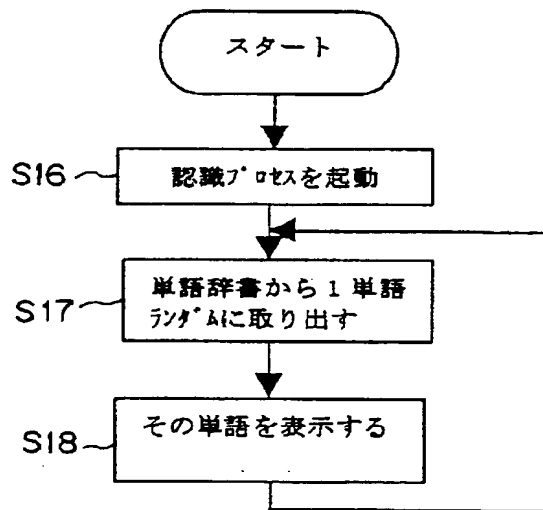 スタート
S16
認識ﾌﾟﾛｾｽを起動
S17
単語辞書から１単語
ﾗﾝﾀﾞﾑに取り出す
S18
その単語を表示する